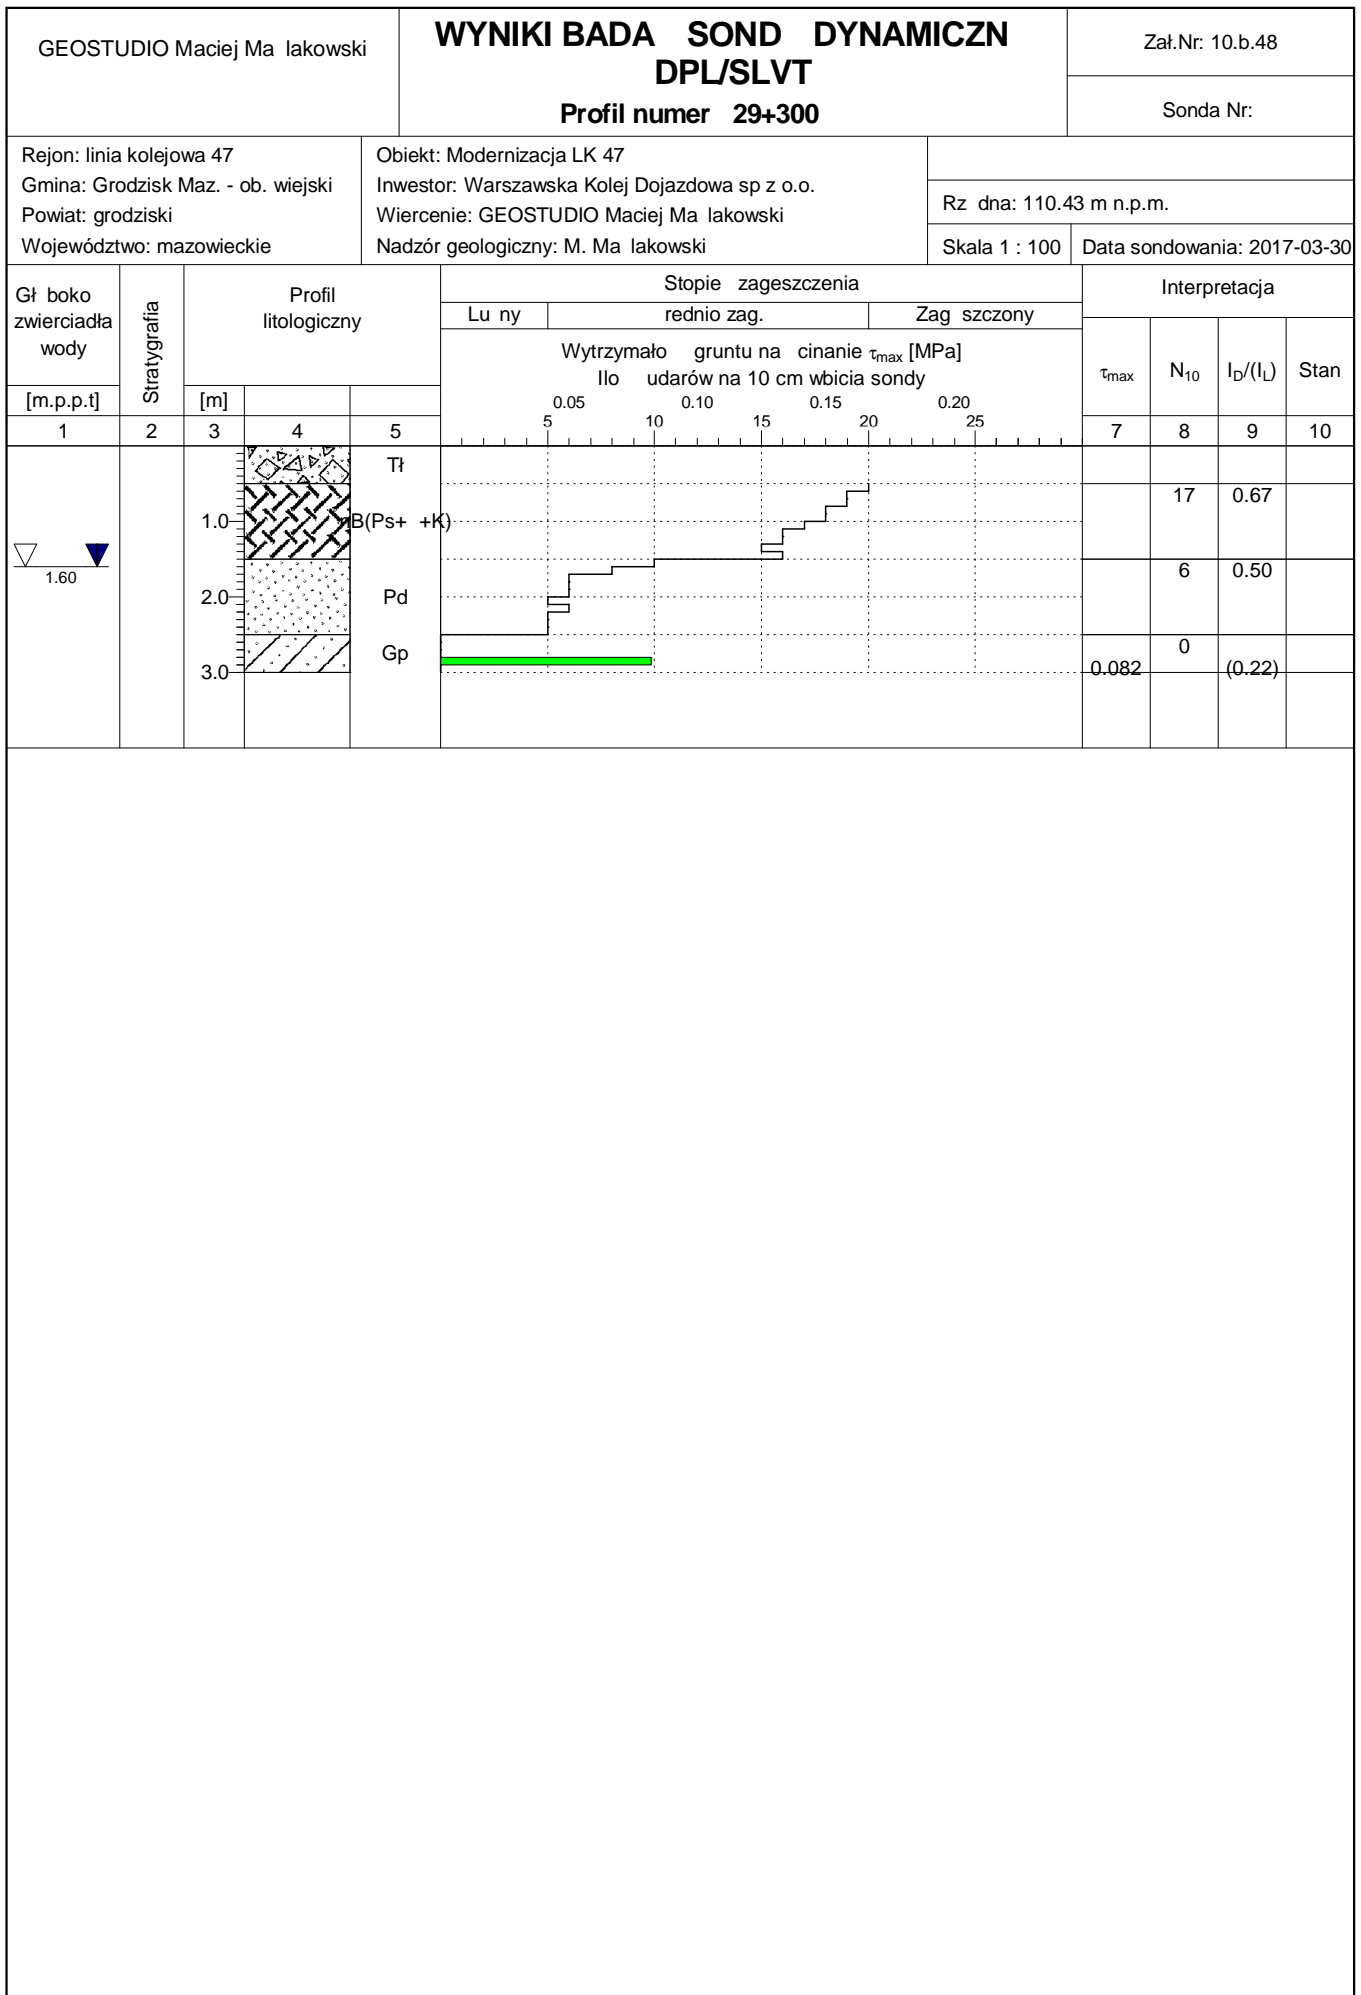 GEOSTUDIO Maciej Ma lakowski
WYNIKI BADA SOND DYNAMICZN
DPL/SLVT
Profil numer 29+300
Zał.Nr: 10.b.48
Sonda Nr:
Rejon: linia kolejowa 47
Gmina: Grodzisk Maz. - ob. wiejski
Powiat: grodziski
Województwo: mazowieckie
Obiekt: Modernizacja LK 47
Inwestor: Warszawska Kolej Dojazdowa sp z o.o.
Wiercenie: GEOSTUDIO Maciej Ma lakowski
Nadzór geologiczny: M. Ma lakowski
Rz dna: 110.43 m n.p.m.
Skala 1 : 100
Data sondowania: 2017-03-30
Gł boko
zwierciadła
wody
[m.p.p.t]
Stratygrafia
Profil
litologiczny
[m]
Stopie zageszczenia
Lu ny
rednio zag.
Zag szczony
Wytrzymało gruntu na cinanie τmax [MPa]
Ilo udarów na 10 cm wbicia sondy
0.05 0.10 0.15 0.20
5 10 15 20 25
Interpretacja
τmax
N10
ID/(IL)
Stan
1 2 3 4 5 7 8 9 10
Tł
17 0.67
1.0
B(Ps+ +K)
1.60
6 0.50
2.0
Pd
Gp
0
3.0
0.082
(0.22)